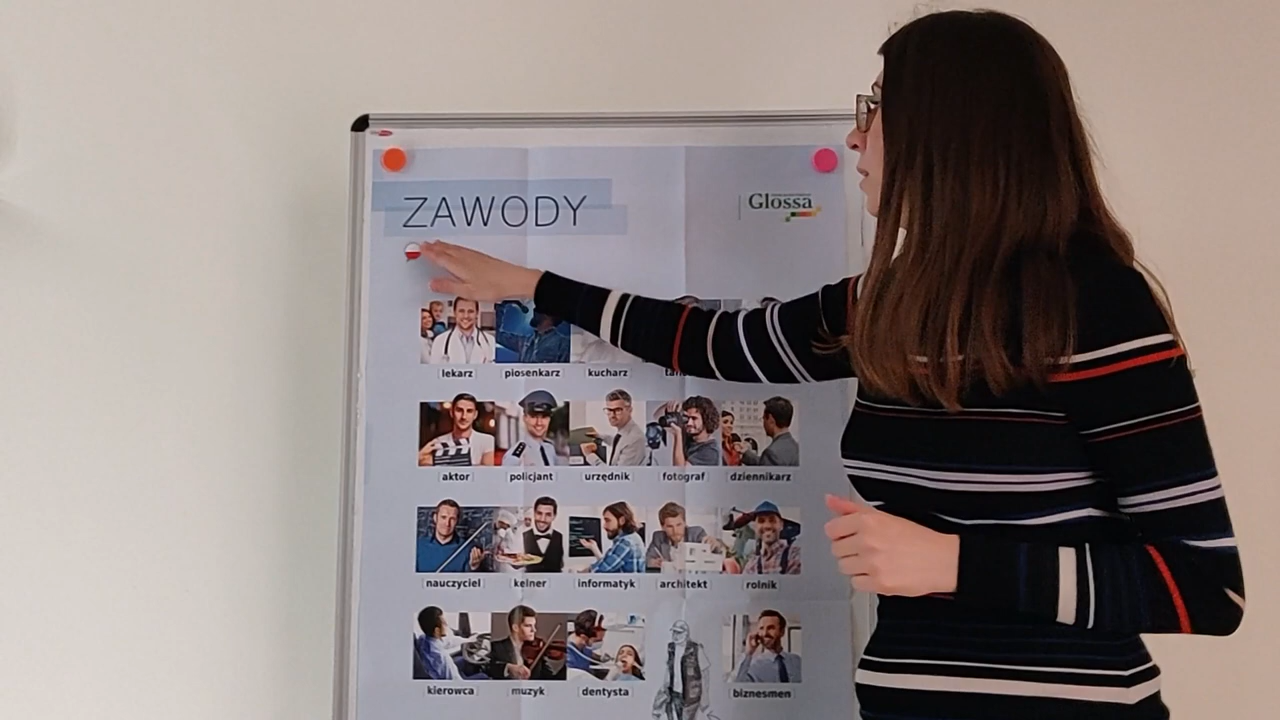 ZAWODY
Glossa
lekarz piosenkarz kucharz
aktor policjant urzędnik fotograf dziennikarz
nauczyciel kelner informatyk architekt rolnik
kierowca muzyk dentysta biznesmen